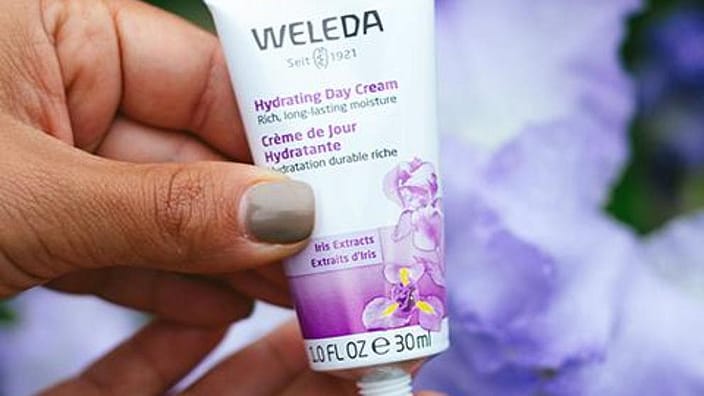 WELEDA
Seit 1921
Hydrating Day Cream
Rich, long-lasting moisture
Crème de Jour
Hydratante
Hydratation durable riche
Iris Extracts
Extraits d'Iris
1.0 FL OZ ℮ 30ml